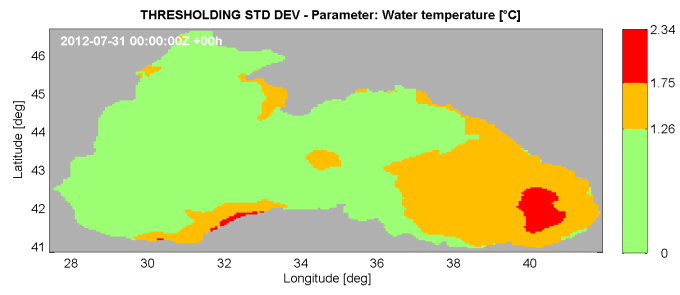 THRESHOLDING STD DEV - Parameter: Water temperature [°C]
2012-07-31 00:00:00Z +00h
2.34
46
1.75
45
1.26
44
43
42
41
0
Latitude [deg]
28 30 32 34 36 38 40
Longitude [deg]